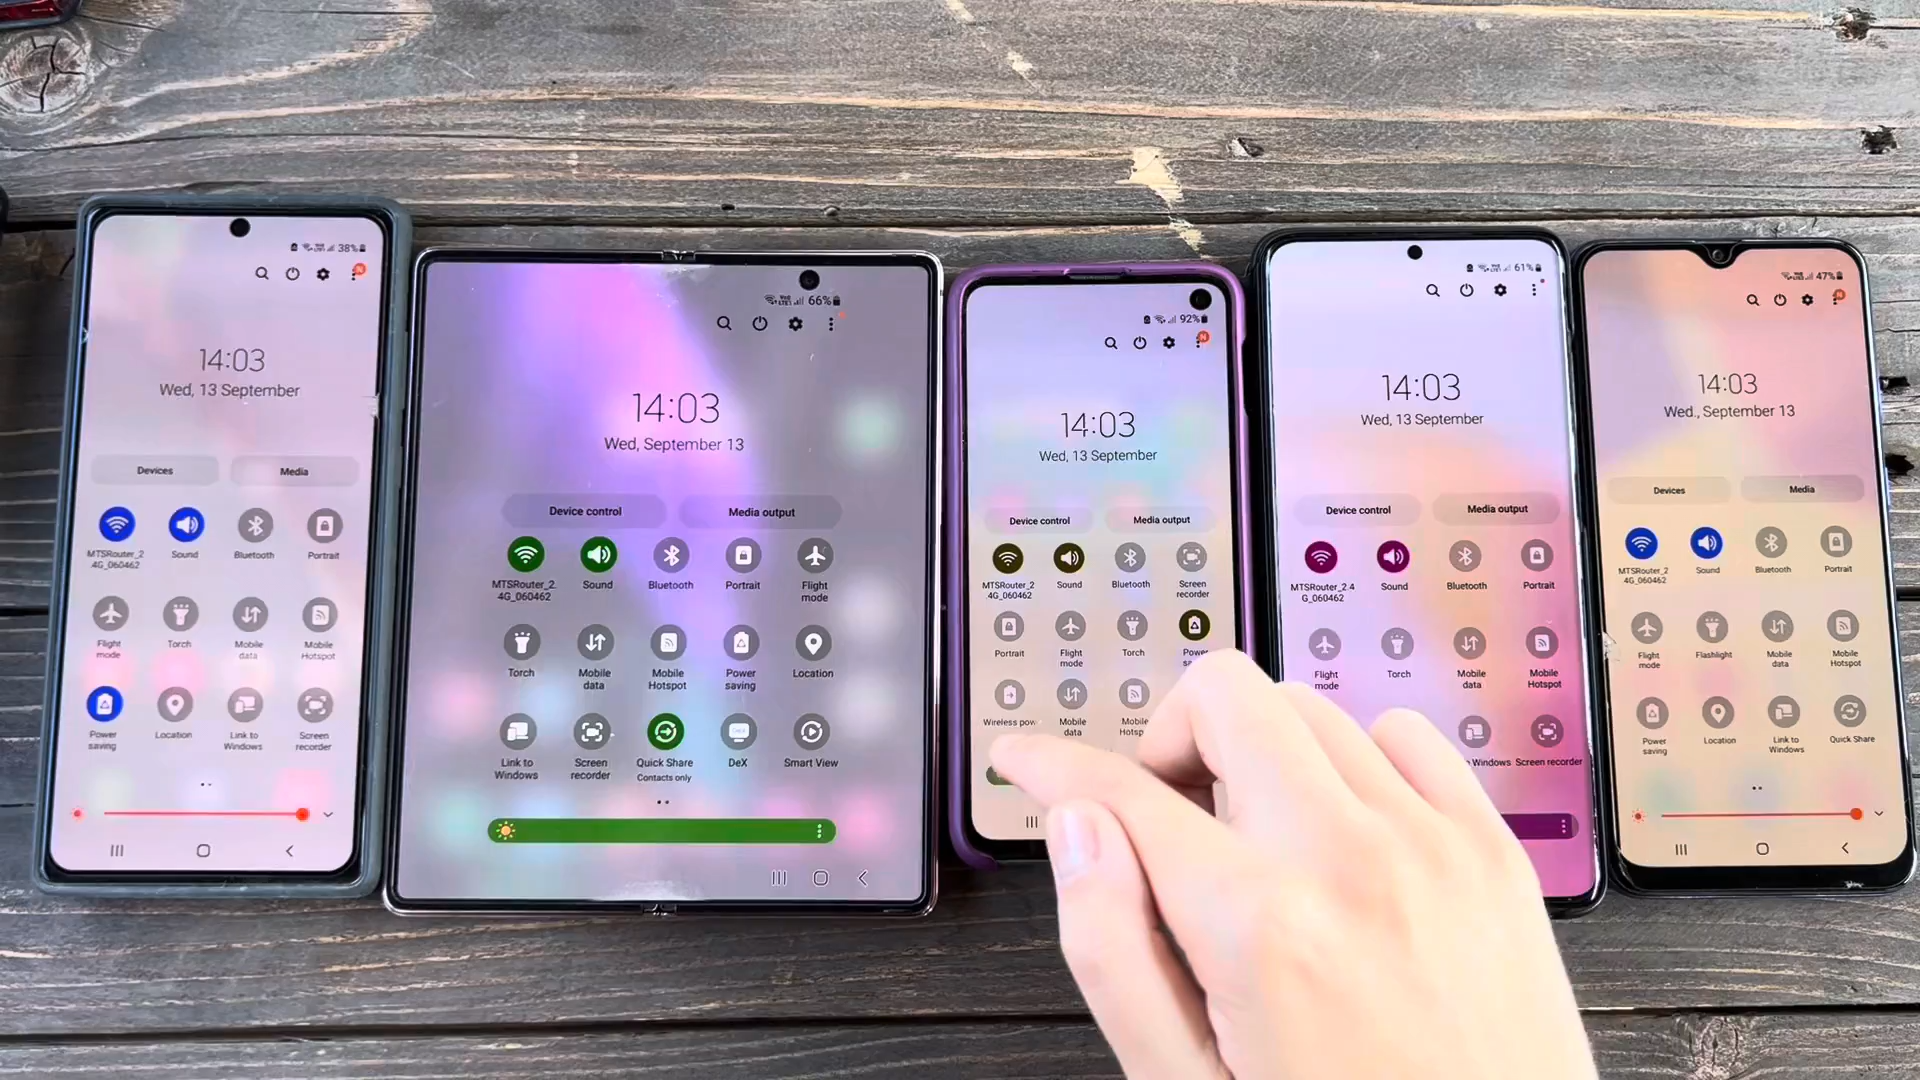 38%
14:03
Wed, 13 September
Devices
Media
MTSRouter_2
4G_060462
Sound
Bluetooth
Portrait
Flight
mode
Torch
Mobile
data
Mobile
Hotspot
Power
saving
Location
Link to
Windows
Screen
recorder
66%
14:03
Wed, September 13
Device control
Media output
MTSRouter_2.
4G_060462
Sound
Bluetooth
Portrait
Flight
mode
Torch
Mobile
data
Mobile
Hotspot
Power
saving
Location
Link to
Windows
Screen
recorder
Quick Share
Contacts only
DeX
Smart View
92%
N
14:03
Wed, 13 September
Device control
Media output
MTSRouter_2
4G_060462
Sound
Bluetooth
Screen
recorder
Portrait
Flight
mode
Torch
Power
Wireless pow
Mobile
data
Mobile
Hotsp
61%
14:03
Wed, 13 September
Device control
Media output
MTSRouter_2.4
G_060462
Sound
Bluetooth
Portrait
Flight
mode
Torch
Mobile
data
Mobile
Hotspot
Windows
Screen recorder
47%
14:03
Wed., September 13
Devices
Media
MTSRouter_2
4G_060462
Sound
Bluetooth
Portrait
Flight
mode
Flashlight
Mobile
data
Mobile
Hotspot
Power
saving
Location
Link to
Windows
Quick Share